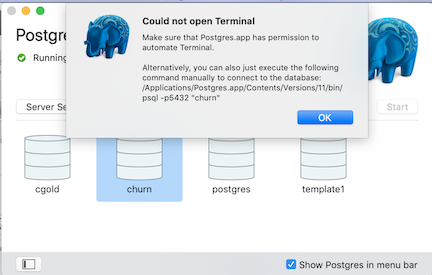 Could not open Terminal
Make sure that Postgres.app has permission to
automate Terminal.
Alternatively, you can also just execute the following
command manually to connect to the database:
/Applications/Postgres.app/Contents/Versions/11/bin/
psql -p5432 "churn"
OK
Postgres
Running
Server Se
Start
cgold
churn
postgres
template1
Show Postgres in menu bar